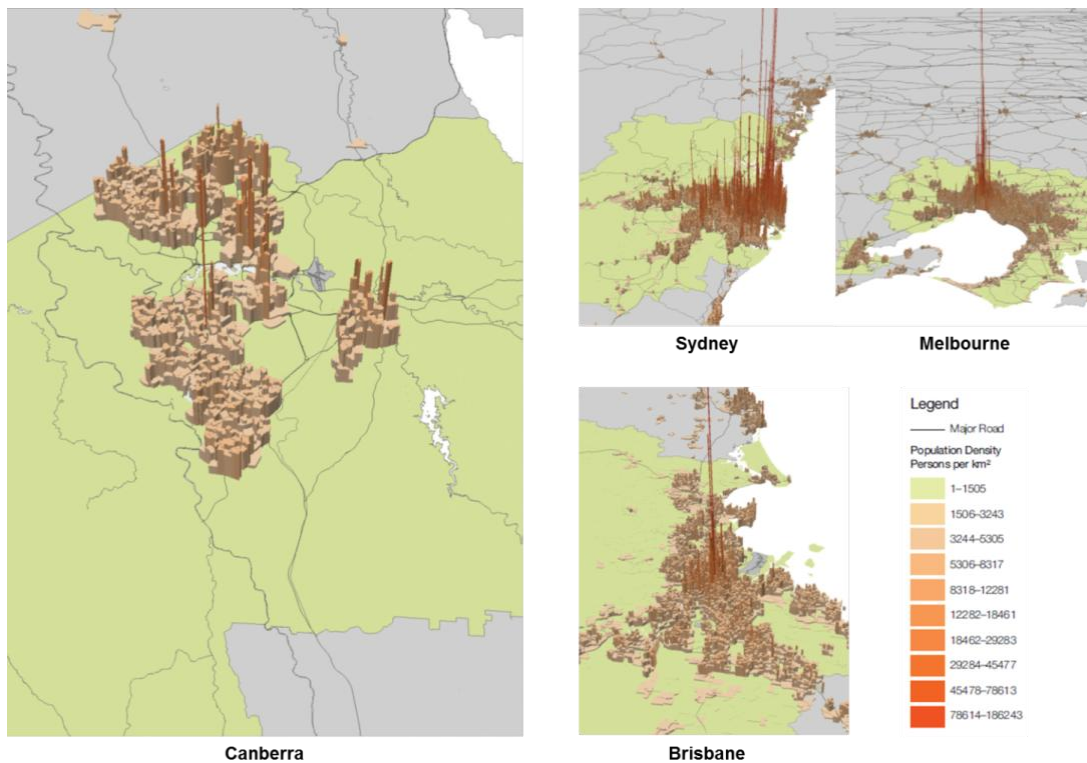 Canberra
Sydney
Melbourne
Brisbane
Legend
Major Road
Population Density
Persons per km²
1–1505
1506–3243
3244–5305
5306–8317
8318–12281
12282–18461
18462–29283
29284–45477
45478–78613
78614–186243